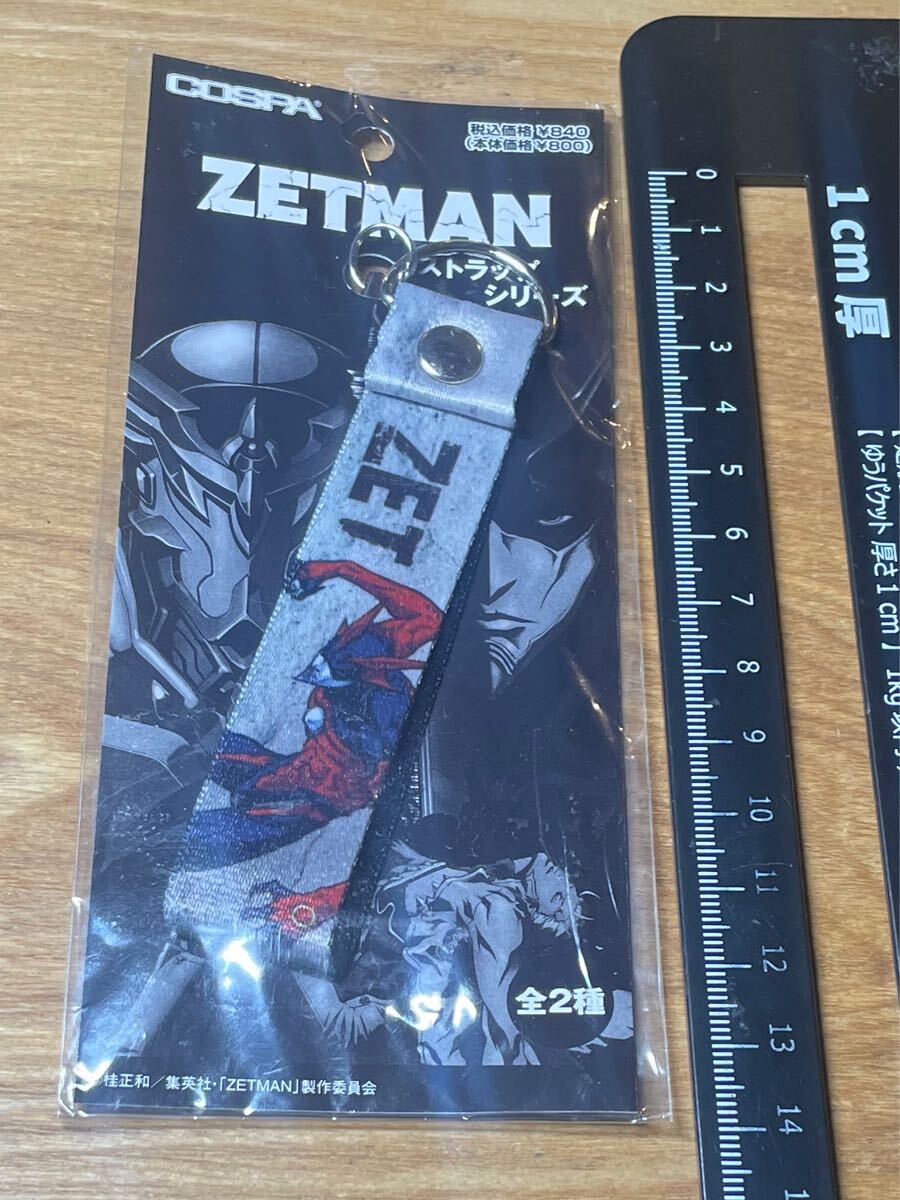 COSPA®
税込価格 ¥840
(本体価格 ¥800)
ZETMAN
ストラップ
シリーズ
ZET
全2種
©桂正和/集英社・「ZETMAN」製作委員会
0
1
2
3
4
5
6
7
8
9
10
11
12
13
14
1cm厚
【ゆうパケット 厚さ1cm】 1kg